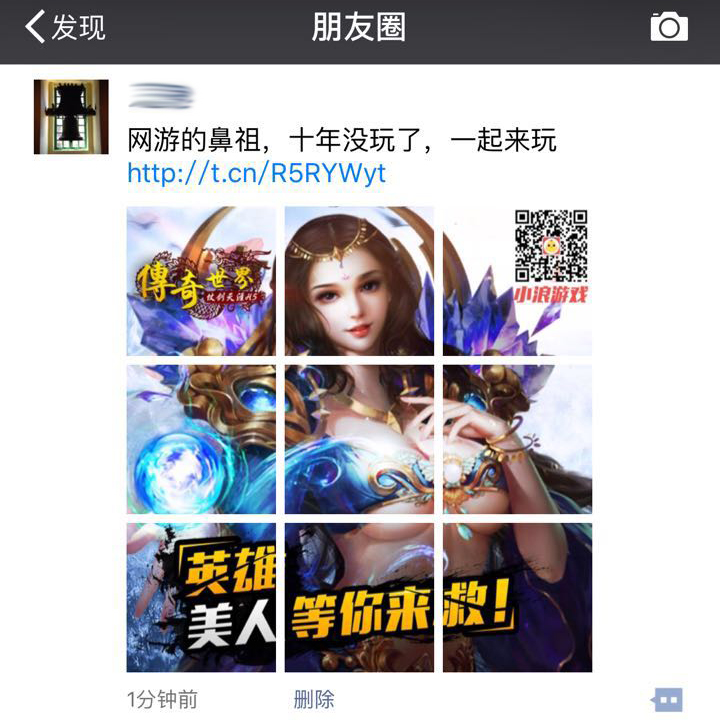 发现
朋友圈
网游的鼻祖，十年没玩了，一起来玩
http://t.cn/R5RYWyt
傳奇世界
仗剑天涯H5
小浪游戏
英雄
美人等你来救！
1分钟前
删除